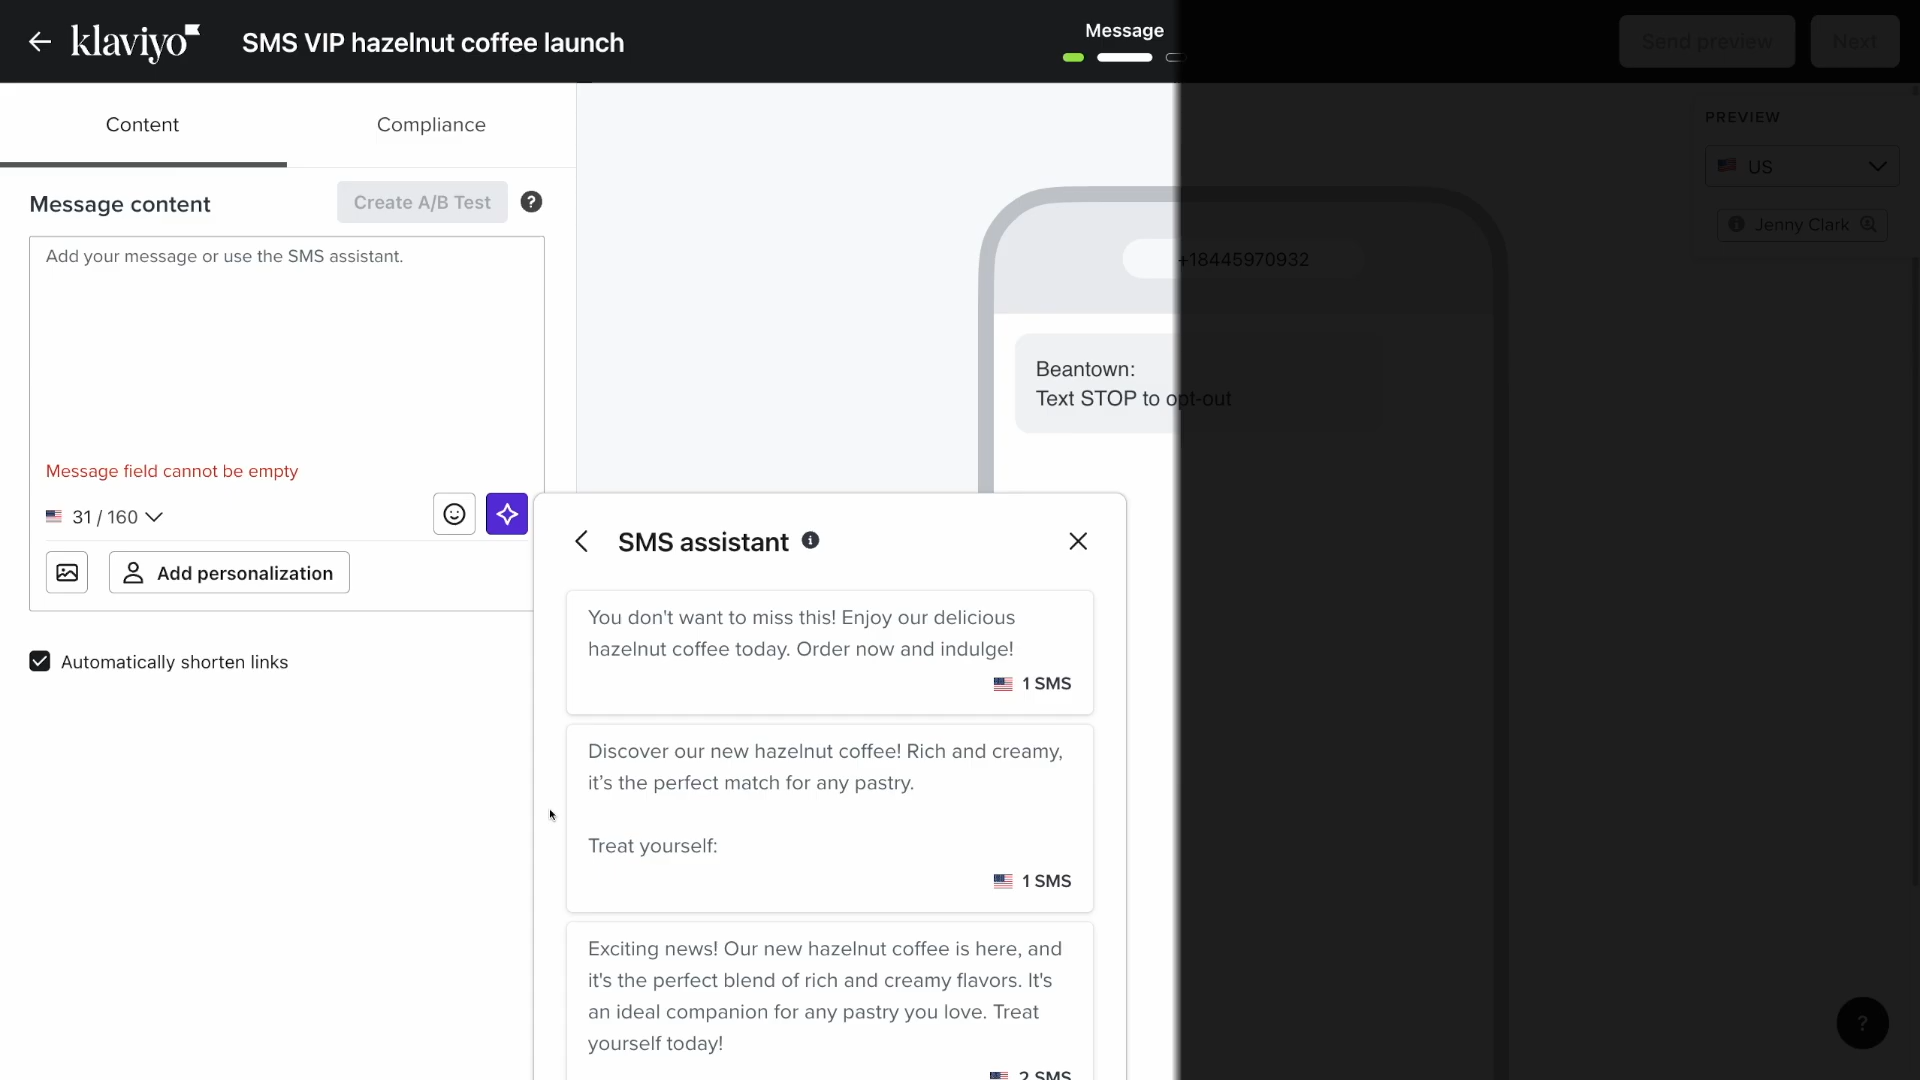 klaviyo
SMS VIP hazelnut coffee launch
Message
Send preview
Next
Content
Compliance
Message content
Create A/B Test
?
Add your message or use the SMS assistant.
Message field cannot be empty
31 / 160
Add personalization
Automatically shorten links
PREVIEW
US
Jenny Clark
+18445970932
Beantown:
Text STOP to opt-out
SMS assistant
You don't want to miss this! Enjoy our delicious
hazelnut coffee today. Order now and indulge!
1 SMS
Discover our new hazelnut coffee! Rich and creamy,
it's the perfect match for any pastry.
Treat yourself:
1 SMS
Exciting news! Our new hazelnut coffee is here, and
it's the perfect blend of rich and creamy flavors. It's
an ideal companion for any pastry you love. Treat
yourself today!
2 SMS
?